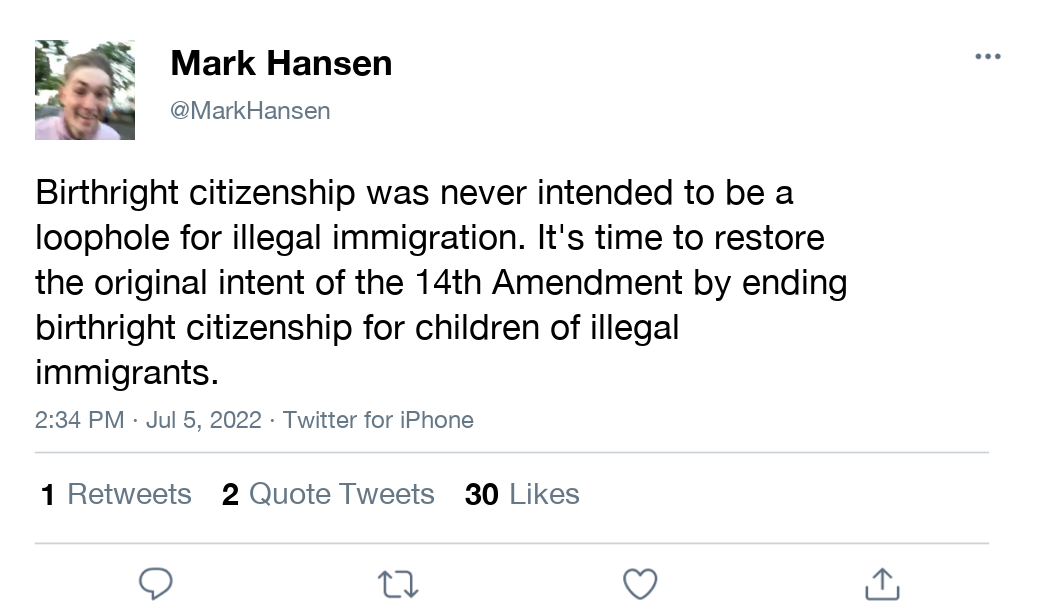 Mark Hansen
@MarkHansen
Birthright citizenship was never intended to be a
loophole for illegal immigration. It's time to restore
the original intent of the 14th Amendment by ending
birthright citizenship for children of illegal
immigrants.
2:34 PM · Jul 5, 2022 · Twitter for iPhone
1 Retweets 2 Quote Tweets 30 Likes